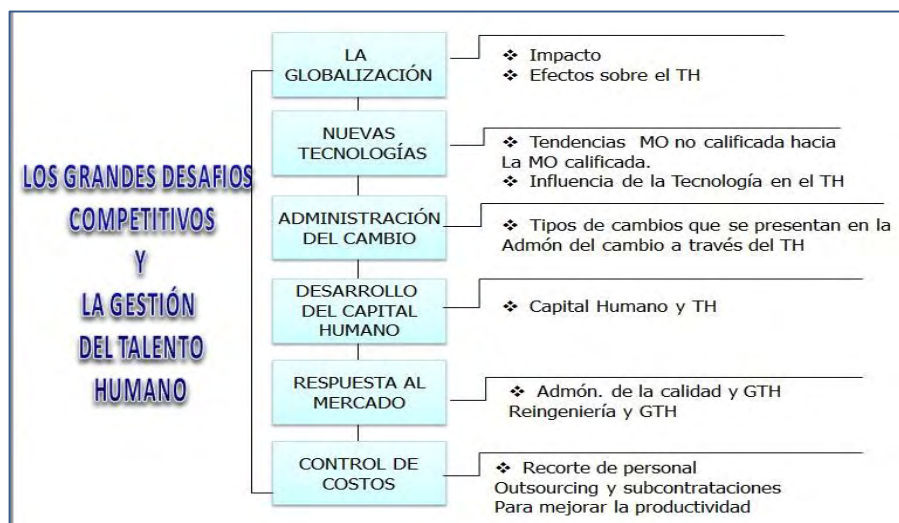 LOS GRANDES DESAFIOS
COMPETITIVOS
Y
LA GESTIÓN
DEL TALENTO
HUMANO
LA
GLOBALIZACIÓN
❖ Impacto
❖ Efectos sobre el TH
NUEVAS
TECNOLOGÍAS
❖ Tendencias MO no calificada hacia
La MO calificada.
❖ Influencia de la Tecnología en el TH
ADMINISTRACIÓN
DEL CAMBIO
❖ Tipos de cambios que se presentan en la
Admón del cambio a través del TH
DESARROLLO
DEL CAPITAL
HUMANO
❖ Capital Humano y TH
RESPUESTA AL
MERCADO
❖ Admón. de la calidad y GTH
Reingeniería y GTH
CONTROL DE
COSTOS
❖ Recorte de personal
Outsourcing y subcontrataciones
Para mejorar la productividad